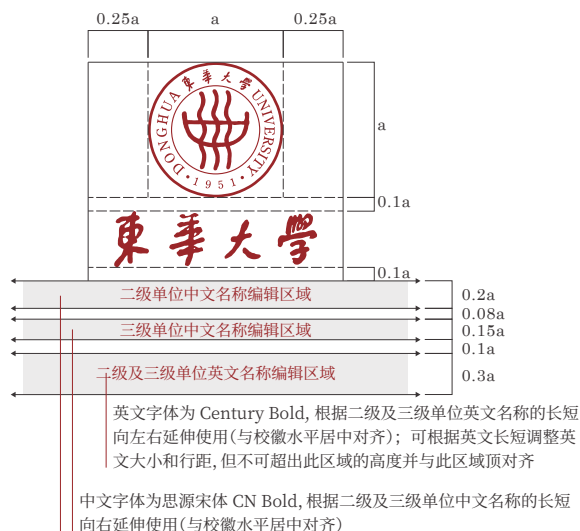 0.25a a 0.25a
東華大學
DONGHUA UNIVERSITY
·1951·
a
0.1a
東華大學
0.1a
二级单位中文名称编辑区域
0.2a
0.08a
三级单位中文名称编辑区域
0.15a
0.1a
二级及三级单位英文名称编辑区域
0.3a
英文字体为 Century Bold, 根据二级及三级单位英文名称的长短
向左右延伸使用(与校徽水平居中对齐)；可根据英文长短调整英
文大小和行距, 但不可超出此区域的高度并与此区域顶对齐
中文字体为思源宋体 CN Bold, 根据二级及三级单位中文名称的长短
向右延伸使用(与校徽水平居中对齐)